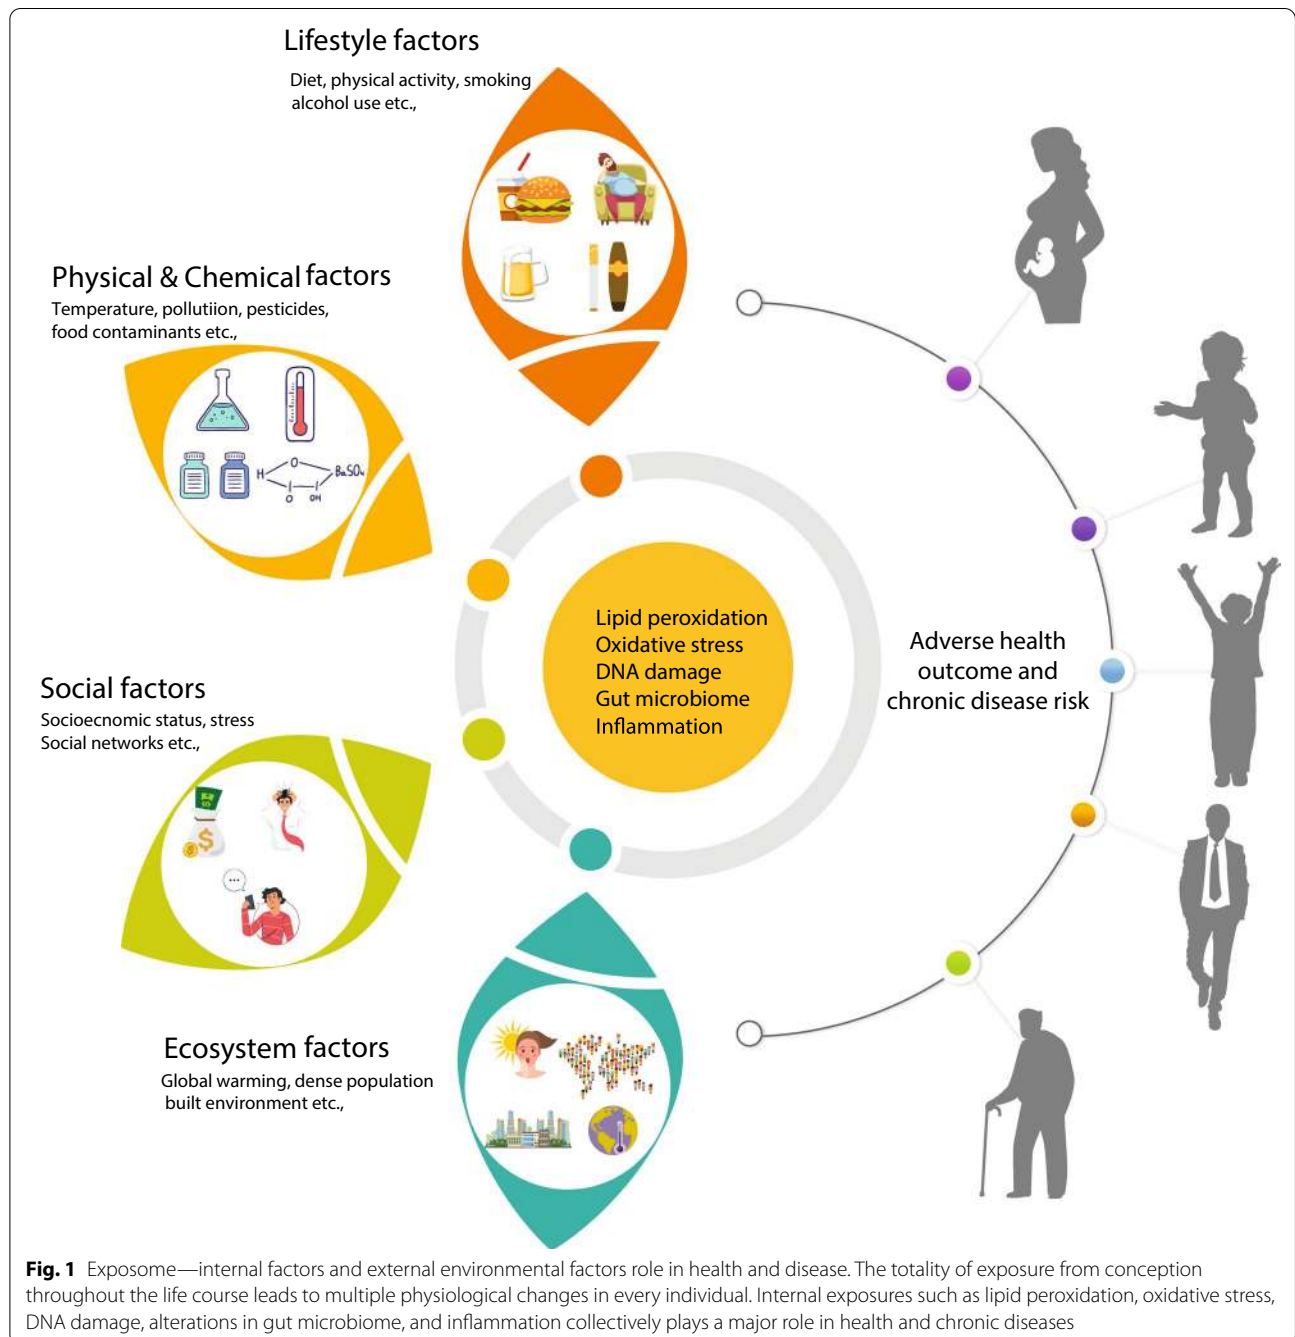 Lifestyle factors
Diet, physical activity, smoking
alcohol use etc.,
Physical & Chemical factors
Temperature, pollutiion, pesticides,
food contaminants etc.,
H
O
BaSO4
I
I
O
OH
Lipid peroxidation
Oxidative stress
DNA damage
Gut microbiome
Inflammation
Adverse health
outcome and
chronic disease risk
Social factors
Socioecnomic status, stress
Social networks etc.,
$
$
$
...
Ecosystem factors
Global warming, dense population
built environment etc.,
Fig. 1 Exposome—internal factors and external environmental factors role in health and disease. The totality of exposure from conception
throughout the life course leads to multiple physiological changes in every individual. Internal exposures such as lipid peroxidation, oxidative stress,
DNA damage, alterations in gut microbiome, and inflammation collectively plays a major role in health and chronic diseases